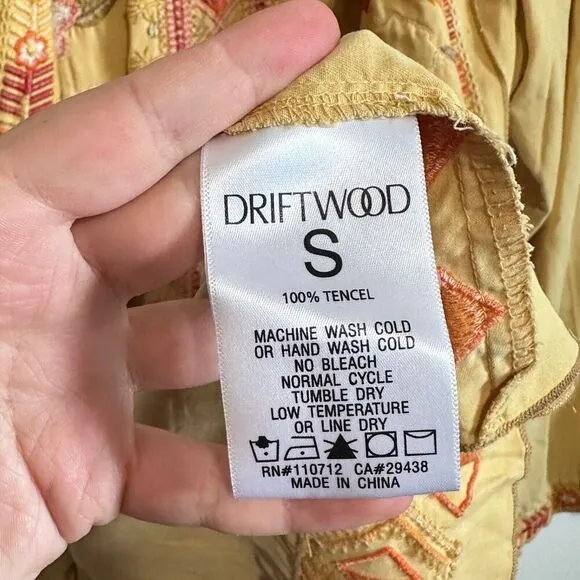 DRIFTWOOD
S
100% TENCEL
MACHINE WASH COLD
OR HAND WASH COLD
NO BLEACH
NORMAL CYCLE
TUMBLE DRY
LOW TEMPERATURE
OR LINE DRY
RN#110712 CA#29438
MADE IN CHINA